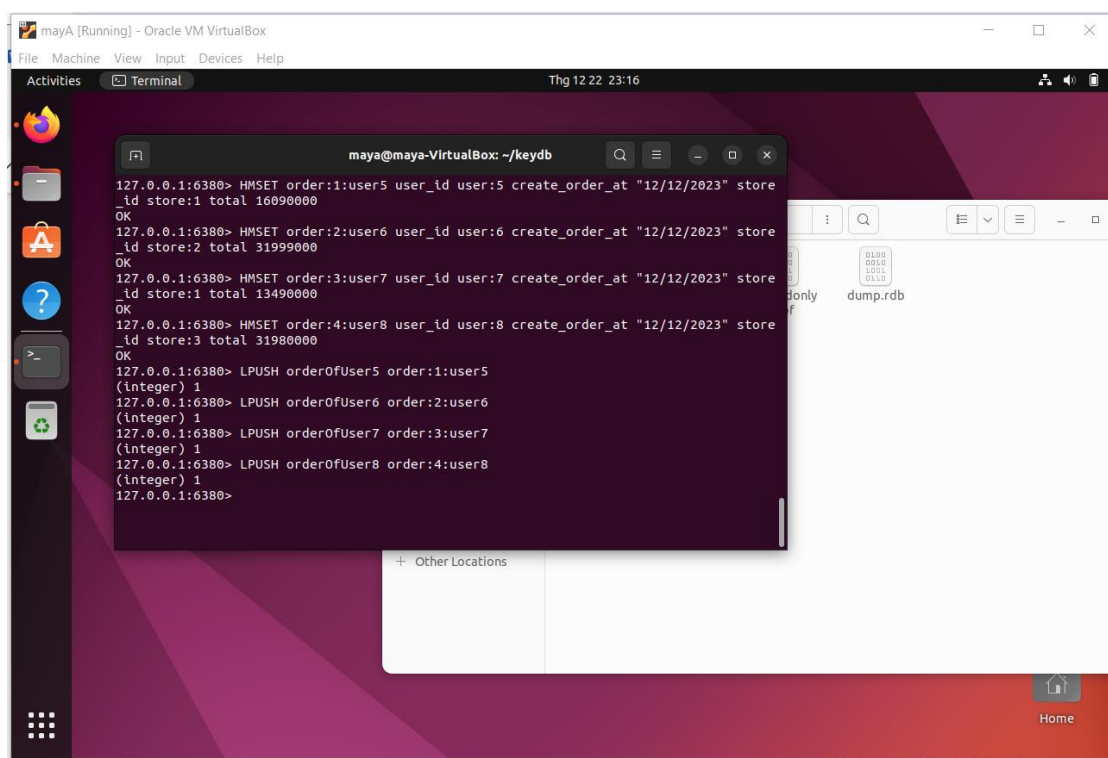 mayA [Running] - Oracle VM VirtualBox
File Machine View Input Devices Help
Activities Terminal Thg 12 22 23:16
maya@maya-VirtualBox: ~/keydb
127.0.0.1:6380> HMSET order:1:user5 user_id user:5 create_order_at "12/12/2023" store
_id store:1 total 16090000
OK
127.0.0.1:6380> HMSET order:2:user6 user_id user:6 create_order_at "12/12/2023" store
_id store:2 total 31999000
OK
127.0.0.1:6380> HMSET order:3:user7 user_id user:7 create_order_at "12/12/2023" store
_id store:1 total 13490000
OK
127.0.0.1:6380> HMSET order:4:user8 user_id user:8 create_order_at "12/12/2023" store
_id store:3 total 31980000
OK
127.0.0.1:6380> LPUSH orderOfUser5 order:1:user5
(integer) 1
127.0.0.1:6380> LPUSH orderOfUser6 order:2:user6
(integer) 1
127.0.0.1:6380> LPUSH orderOfUser7 order:3:user7
(integer) 1
127.0.0.1:6380> LPUSH orderOfUser8 order:4:user8
(integer) 1
127.0.0.1:6380>
donly dump.rdb
+ Other Locations
Home